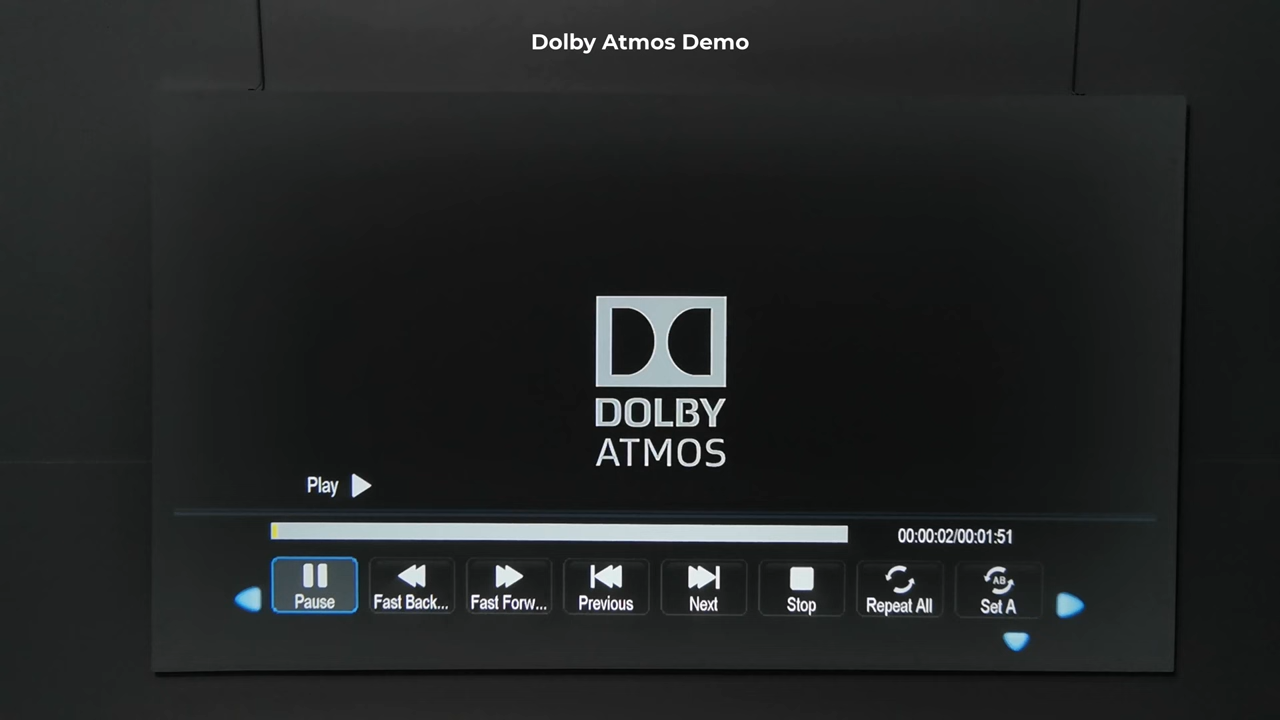 Dolby Atmos Demo
DOLBY
ATMOS
Play
00:00:02/00:01:51
Pause
Fast Back...
Fast Forw...
Previous
Next
Stop
Repeat All
AB
Set A